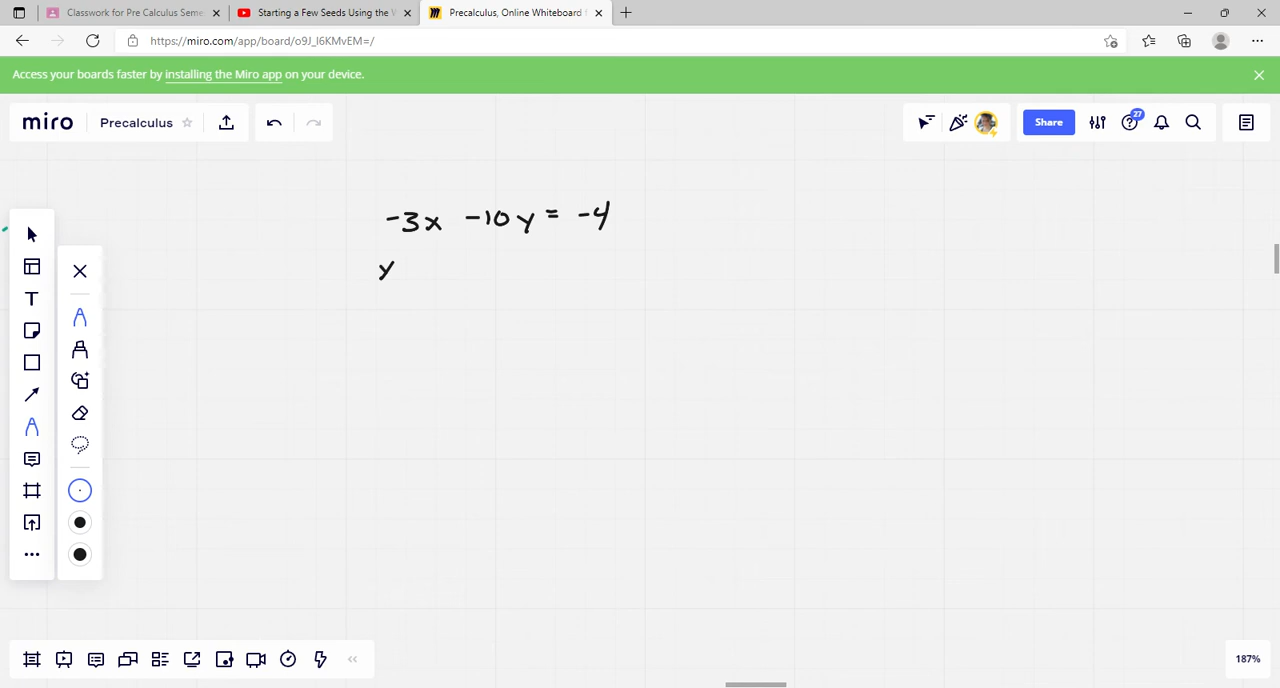 Classwork for Pre Calculus Seme
Starting a Few Seeds Using the W
Precalculus, Online Whiteboard f
https://miro.com/app/board/o9J_l6KMvEM=/
Access your boards faster by installing the Miro app on your device.
miro
Precalculus
Share
27
-3x -10y = -4
y
T
187%